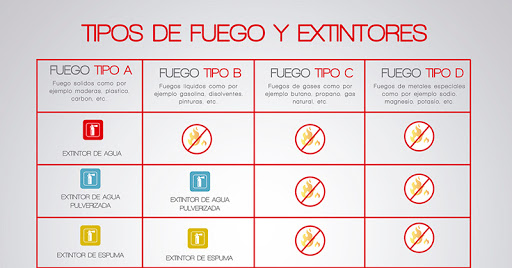 TIPOS DE FUEGO Y EXTINTORES
FUEGO TIPO A
Fuego solidos como por
ejemplo maderas, plastico,
carbon, etc.
FUEGO TIPO B
Fuegos liquidos como por
ejemplo gasolina, disolventes,
pinturas, etc.
FUEGO TIPO C
Fuegos de gases como por
ejemplo butano, propano, gas
natural, etc.
FUEGO TIPO D
Fuegos de metales especiales
como por ejemplo sodio,
magnesio, potasio, etc.
EXTINTOR DE AGUA
EXTINTOR DE AGUA
PULVERIZADA
EXTINTOR DE AGUA
PULVERIZADA
EXTINTOR DE ESPUMA
EXTINTOR DE ESPUMA